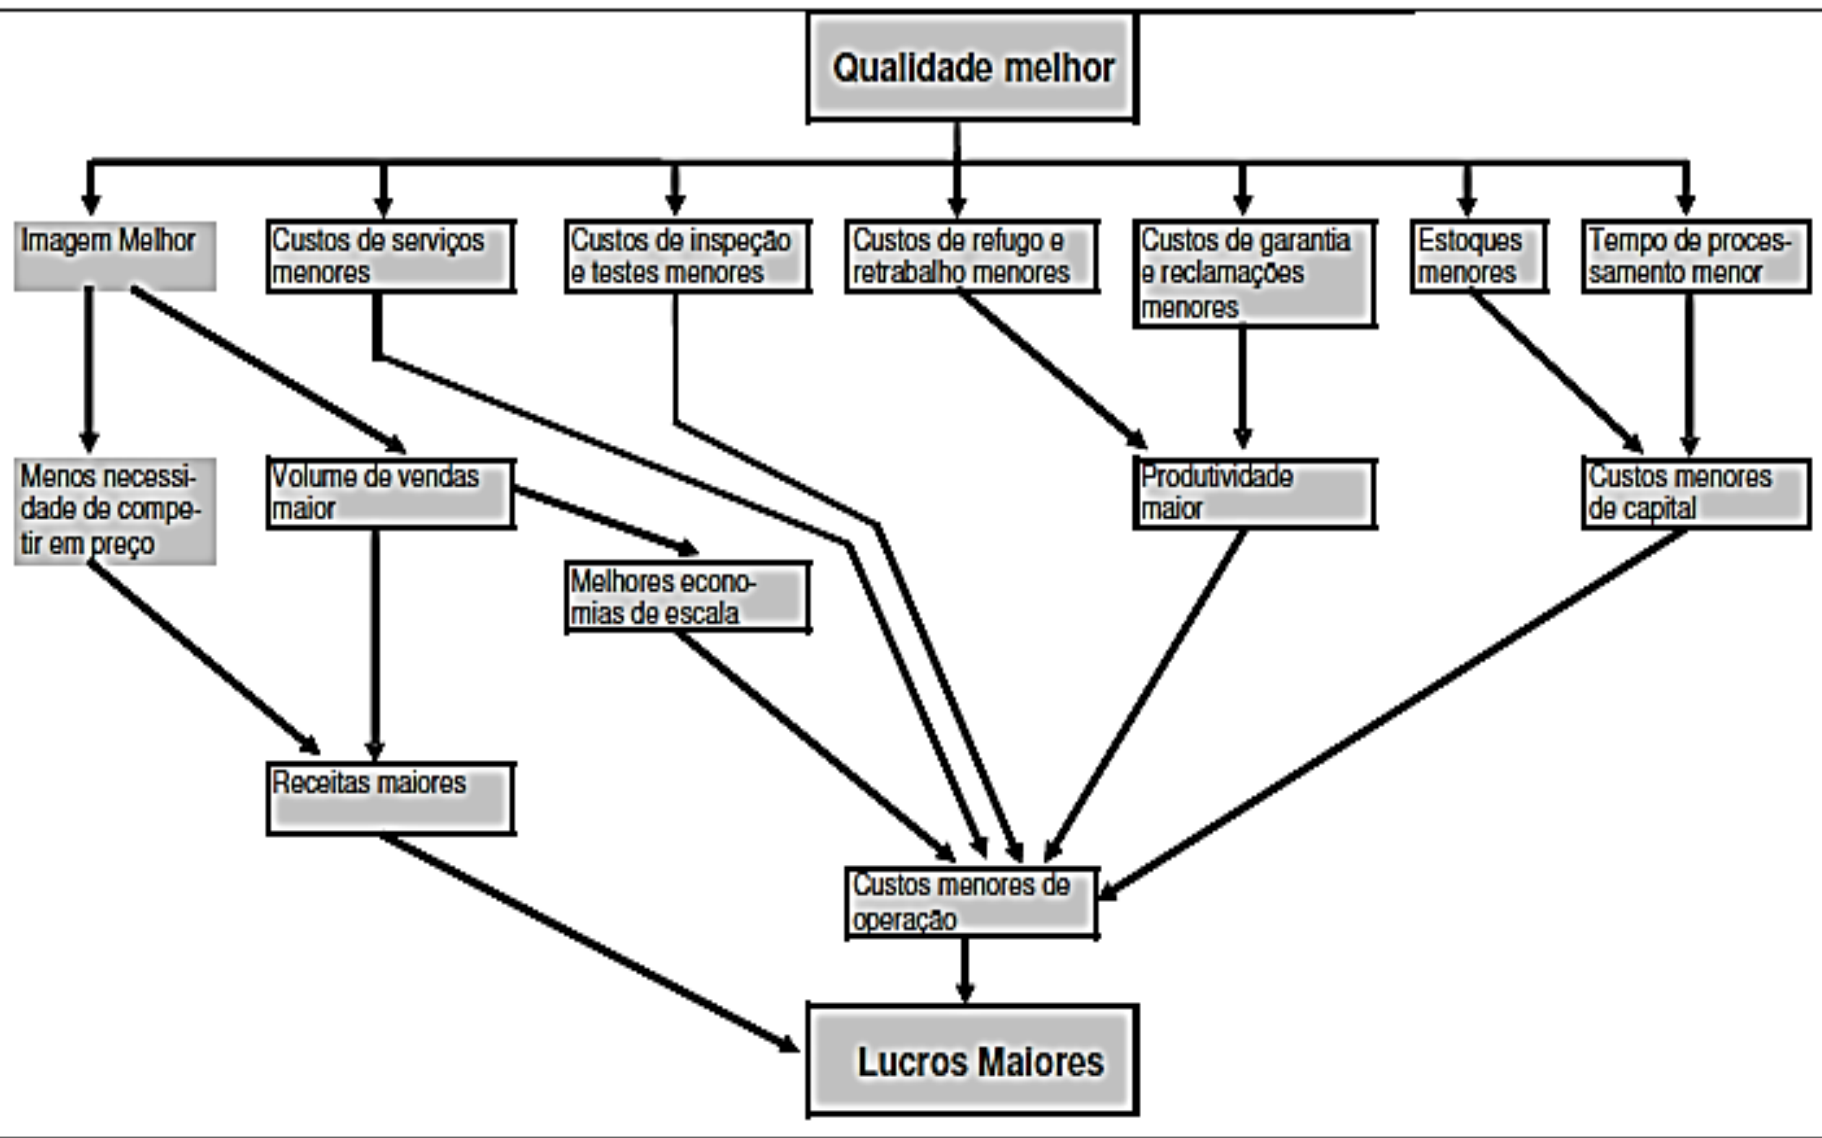 Qualidade melhor
Imagem Melhor
Custos de serviços
menores
Custos de inspeção
e testes menores
Custos de refugo e
retrabalho menores
Custos de garantia
e reclamações
menores
Estoques
menores
Tempo de proces-
samento menor
Menos necessi-
dade de compe-
tir em preço
Volume de vendas
maior
Melhores econo-
mias de escala
Produtividade
maior
Custos menores
de capital
Receitas maiores
Custos menores de
operação
Lucros Maiores